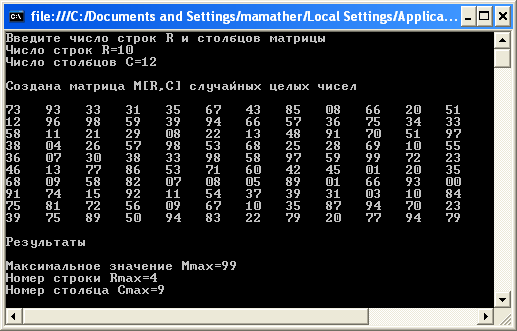 file:///C:/Documents and Settings/mamather/Local Settings/Applica...
Введите число строк R и столбцов матрицы
Число строк R=10
Число столбцов C=12
Создана матрица M[R,C] случайных целых чисел
73 93 33 31 35 67 43 85 08 66 20 51
12 96 98 59 39 94 66 57 36 75 34 33
58 11 21 29 08 22 13 48 91 70 51 97
38 04 26 57 98 53 68 25 28 69 10 55
36 07 30 38 33 98 58 97 59 99 72 23
46 13 77 86 53 71 60 42 45 01 20 35
68 09 58 82 07 08 05 89 01 66 93 00
91 74 15 92 11 54 37 39 31 03 10 84
75 81 72 56 09 67 10 35 87 94 70 23
39 75 89 50 94 83 22 79 20 77 94 79
Результаты
Максимальное значение Mmax=99
Номер строки Rmax=4
Номер столбца Cmax=9